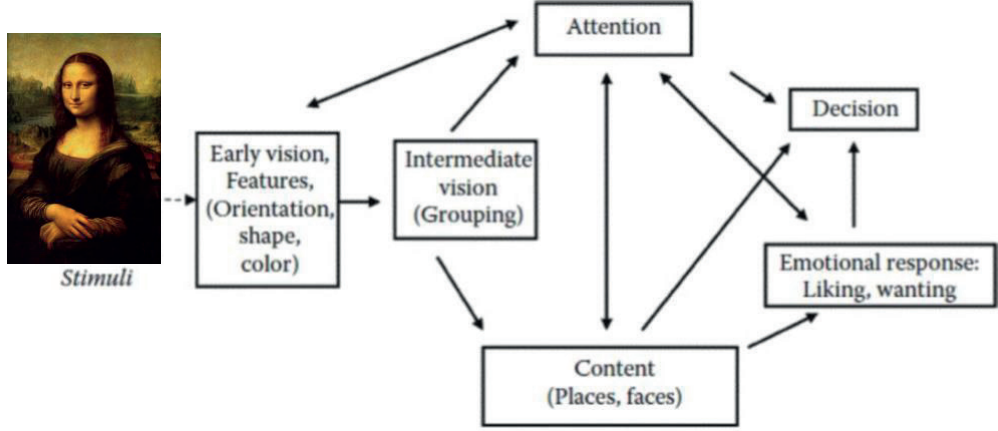 Attention
Decision
Early vision,
Features,
(Orientation,
shape,
color)
Intermediate
vision
(Grouping)
Stimuli
Emotional response:
Liking, wanting
Content
(Places, faces)